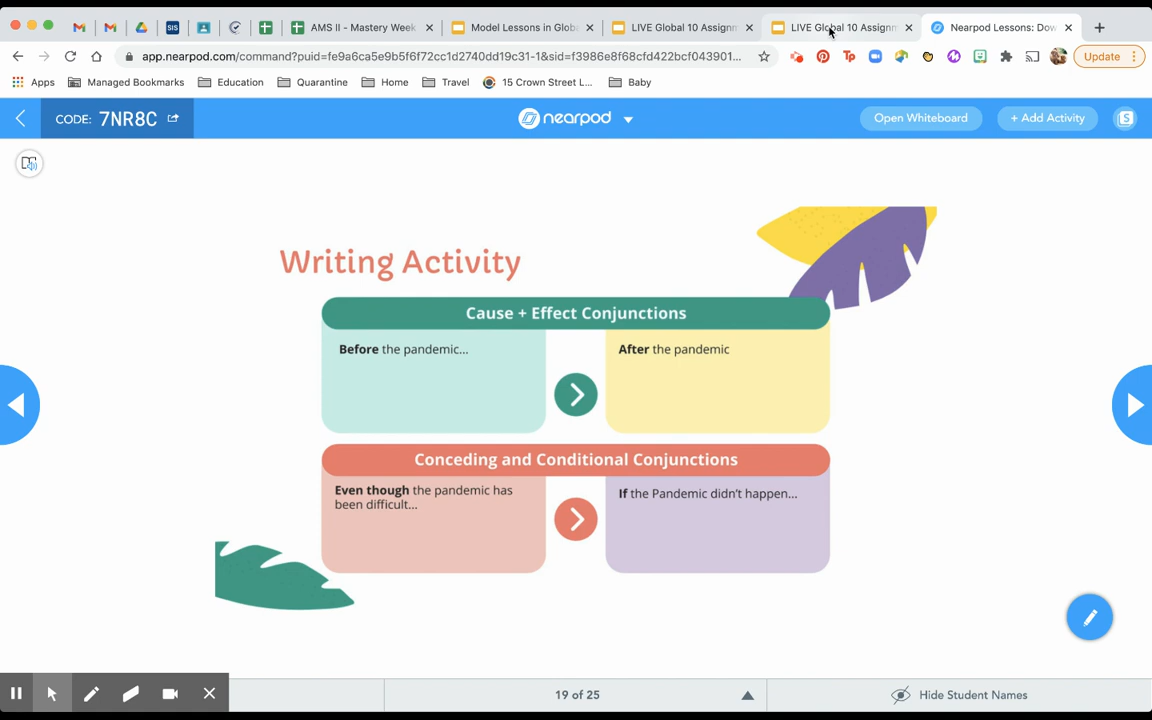 AMS II - Mastery Week
Model Lessons in Globa
LIVE Global 10 Assignm
LIVE Global 10 Assignm
Nearpod Lessons: Dow
app.nearpod.com/command?puid=fe9a6ca5e9b5f6f72cc1d2740dd19c31-1&sid=f3986e8f68cfd422bcf043901...
Update
Apps
Managed Bookmarks
Education
Quarantine
Home
Travel
15 Crown Street L...
Baby
CODE: 7NR8C
nearpod
Open Whiteboard
+ Add Activity
S
Writing Activity
Cause + Effect Conjunctions
Before the pandemic...
After the pandemic
Conceding and Conditional Conjunctions
Even though the pandemic has
been difficult...
If the Pandemic didn't happen...
19 of 25
Hide Student Names